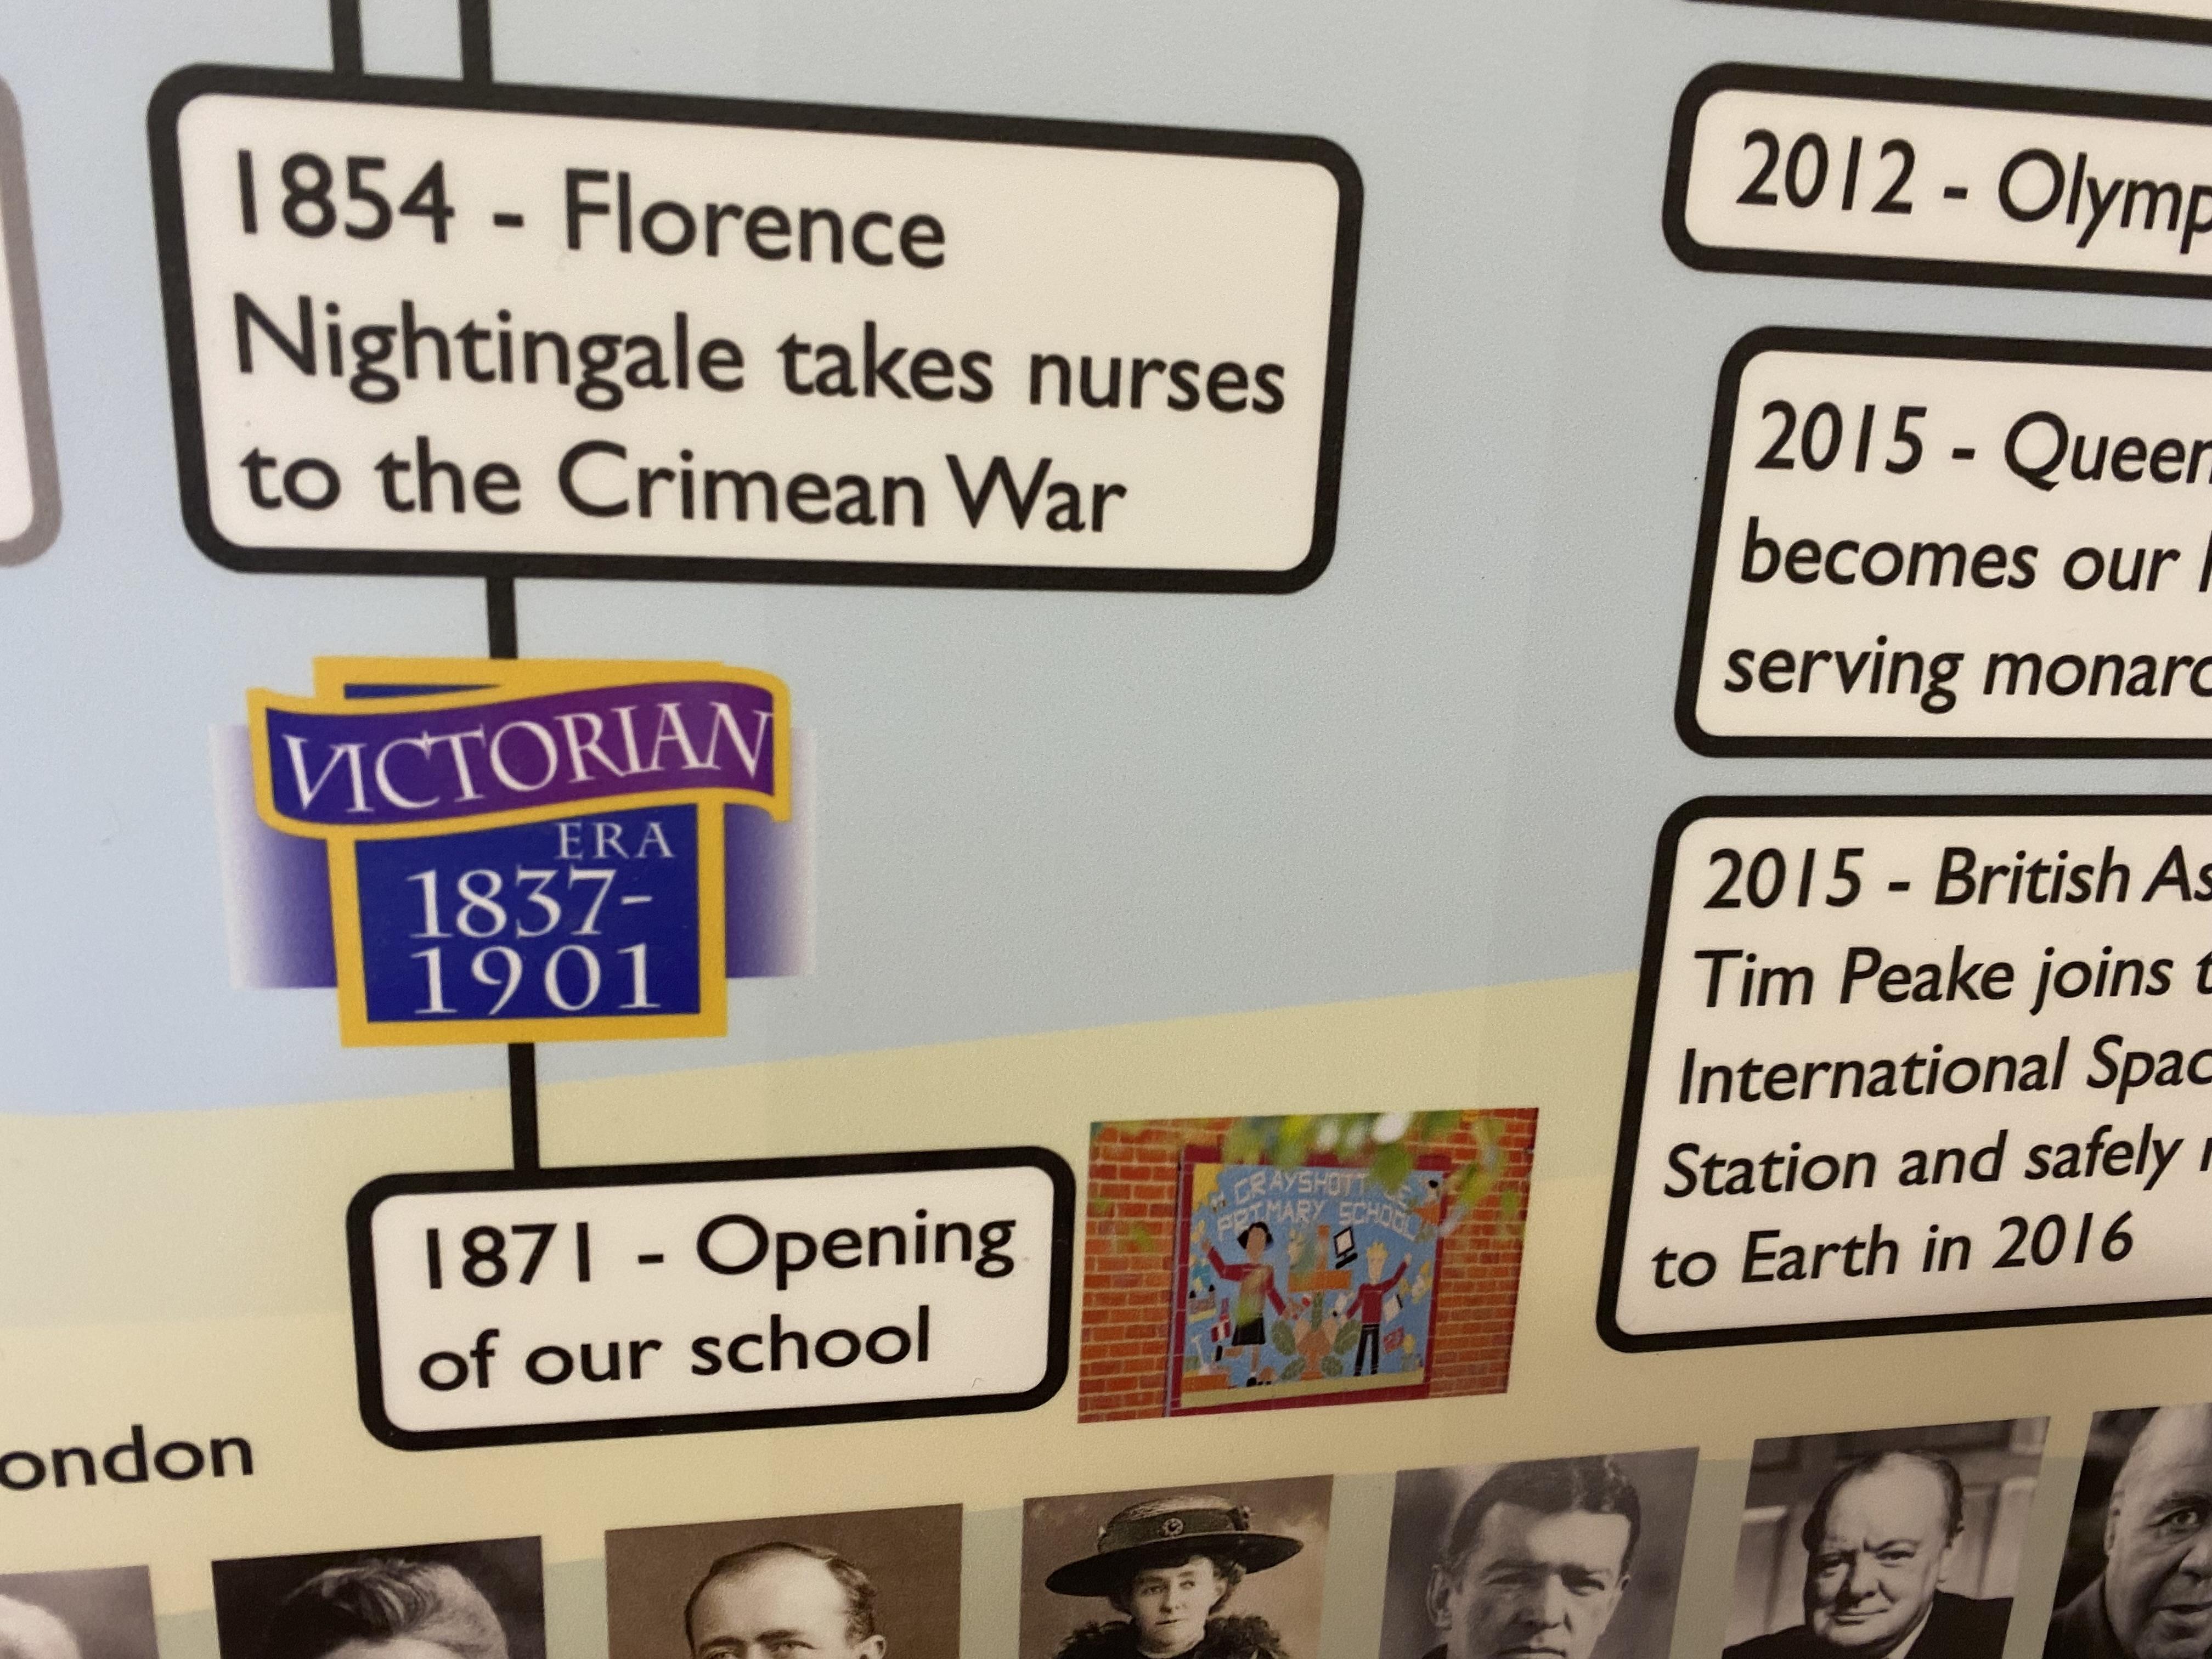 1854 - Florence
Nightingale takes nurses
to the Crimean War
VICTORIAN
ERA
1837-
1901
1871 - Opening
of our school
GRAYSHOTT
PRIMARY SCHOOL
ondon
2012 - Olymp
2015 - Queen
becomes our
serving monarc
2015 - British As
Tim Peake joins t
International Spac
Station and safely
to Earth in 2016